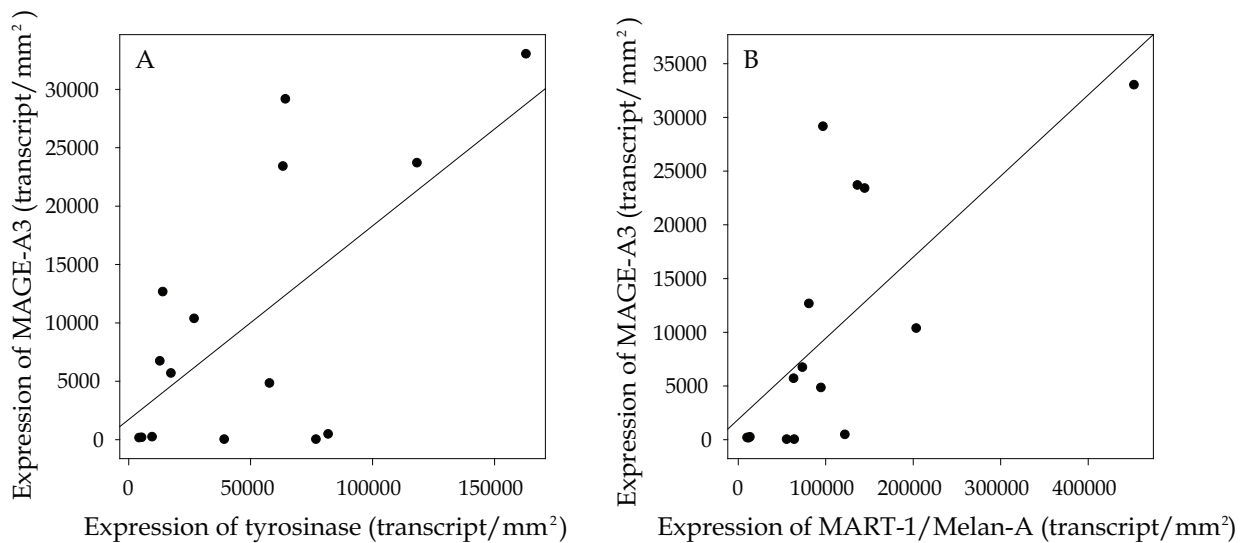 A
Expression of MAGE-A3 (transcript/mm²)
30000
25000
20000
15000
10000
5000
0
0 50000 100000 150000
Expression of tyrosinase (transcript/mm²)
B
Expression of MAGE-A3 (transcript/mm²)
35000
30000
25000
20000
15000
10000
5000
0
0 100000 200000 300000 400000
Expression of MART-1/Melan-A (transcript/mm²)